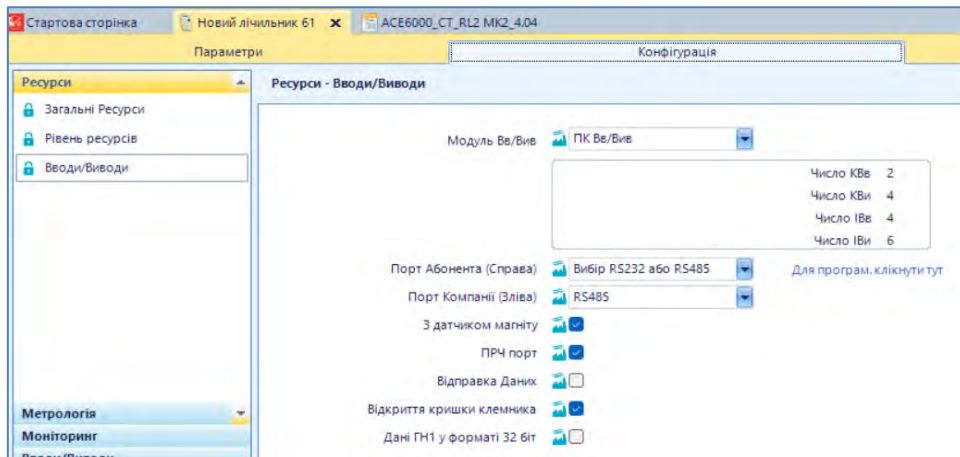 Стартова сторінка Новий лічильник 61 X ACE6000_CT_RL2 MK2_4.04
Параметри Конфігурація
Ресурси
Загальні Ресурси
Рівень ресурсів
Вводи/Виводи
Ресурси - Вводи/Виводи
Модуль Вв/Вив ПК Вв/Вив
Число КВв 2
Число КВи 4
Число ІВв 4
Число ІВи 6
Порт Абонента (Справа) Вибір RS232 або RS485 Для програм. клікнути тут
Порт Компанії (Зліва) RS485
З датчиком магніту
ПРЧ порт
Відправка Даних
Відкриття кришки клемника
Дані ГН1 у форматі 32 біт
Метрологія
Моніторинг